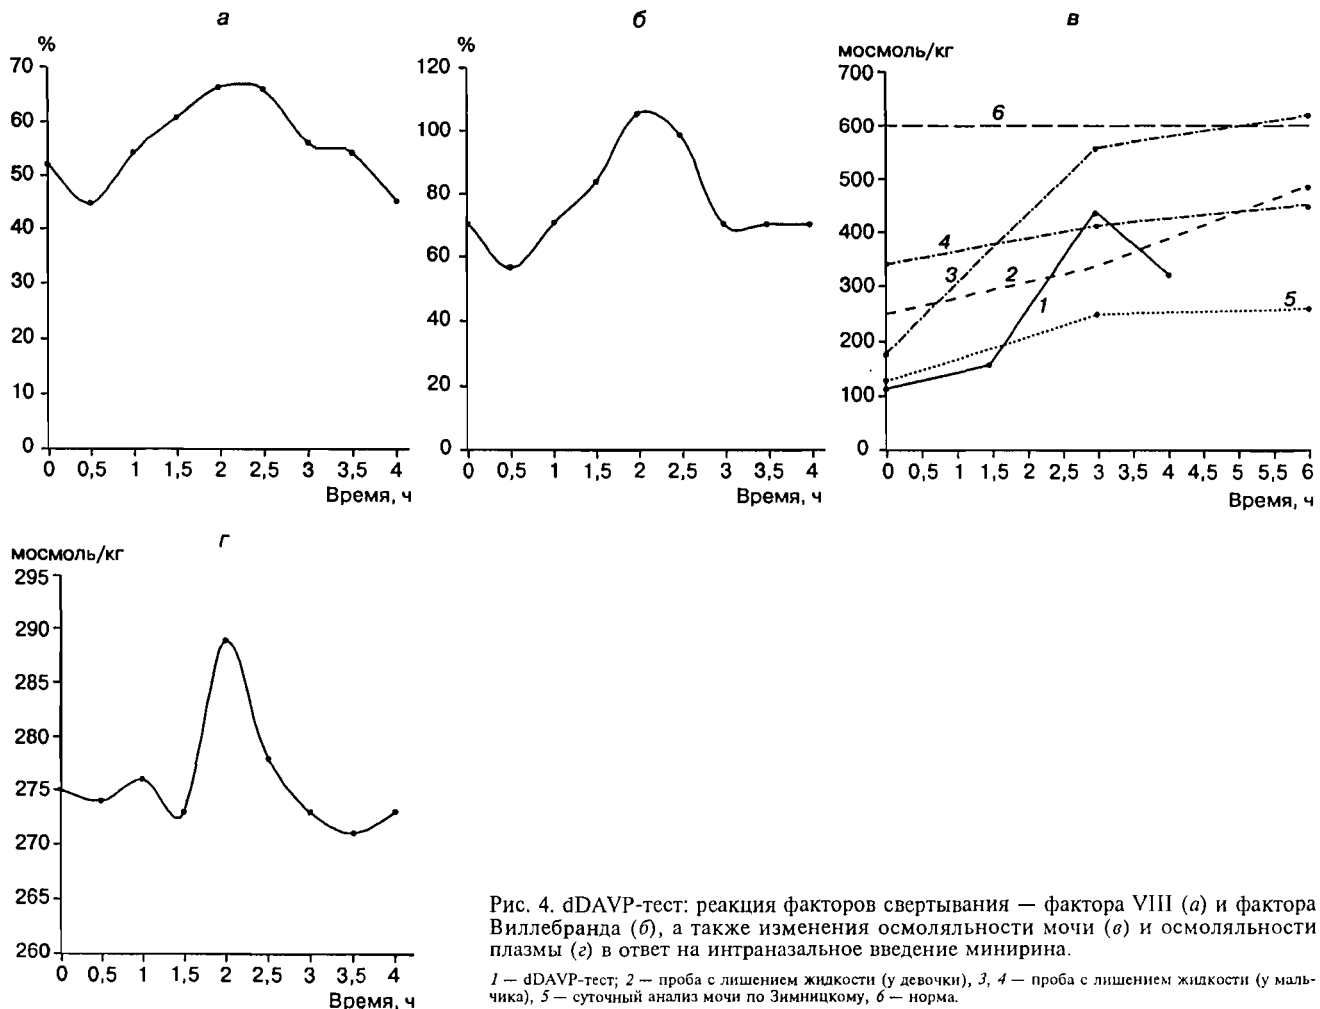 а
%
70
60
50
40
30
20
10
0
0 0,5 1 1,5 2 2,5 3 3,5 4
Время, ч
б
%
120
100
80
60
40
20
0
0 0,5 1 1,5 2 2,5 3 3,5 4
Время, ч
в
мосмоль/кг
700
600
500
400
300
200
100
0
6
4
3
2
1
5
0 0,5 1 1,5 2 2,5 3 3,5 4 4,5 5 5,5 6
Время, ч
г
мосмоль/кг
295
290
285
280
275
270
265
260
0 0,5 1 1,5 2 2,5 3 3,5 4
Время, ч
Рис. 4. dDAVP-тест: реакция факторов свертывания — фактора VIII (а) и фактора
Виллебранда (б), а также изменения осмоляльности мочи (в) и осмоляльности
плазмы (г) в ответ на интраназальное введение минирина.
1 — dDAVP-тест; 2 — проба с лишением жидкости (у девочки), 3, 4 — проба с лишением жидкости (у маль-
чика), 5 — суточный анализ мочи по Зимницкому, 6 — норма.